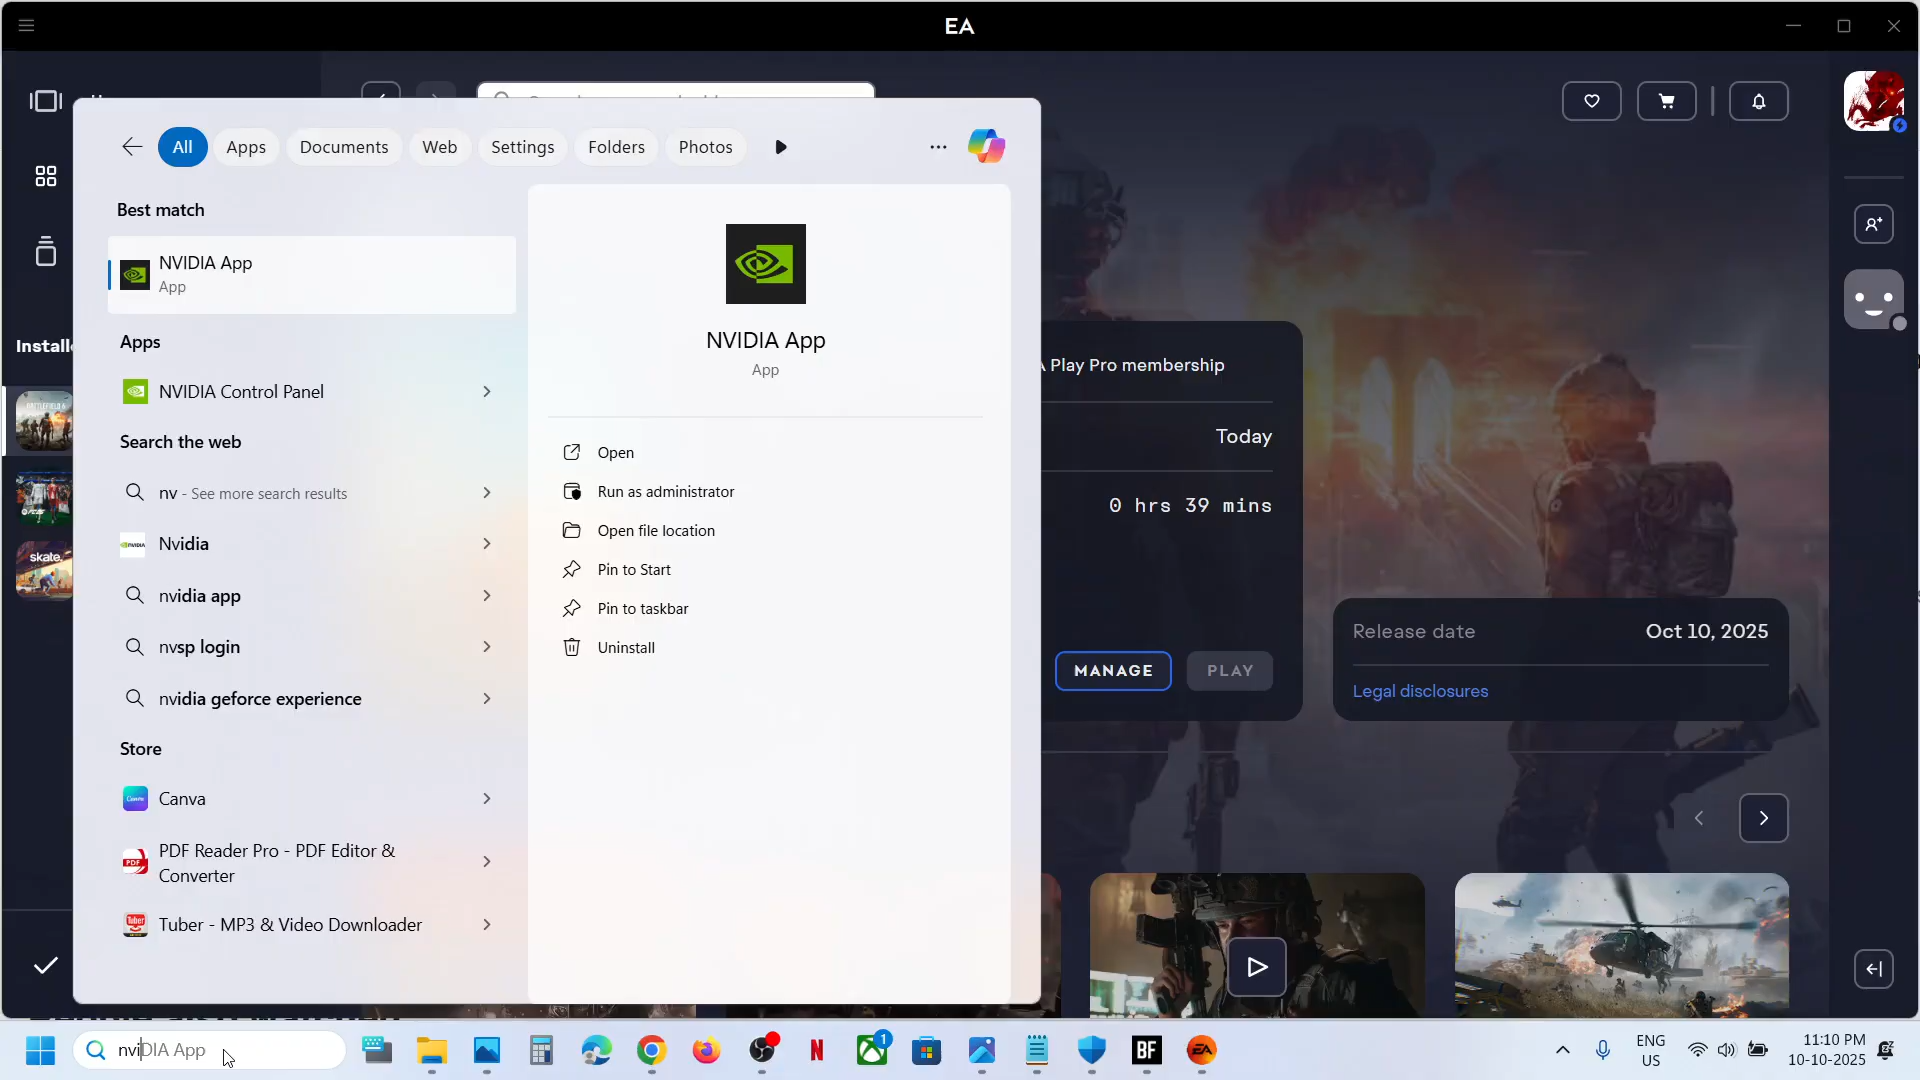 EA
All
Apps
Documents
Web
Settings
Folders
Photos
Best match
NVIDIA App
App
Apps
NVIDIA Control Panel
Search the web
nv - See more search results
Nvidia
nvidia app
nvsp login
nvidia geforce experience
Store
Canva
PDF Reader Pro - PDF Editor &
Converter
Tuber - MP3 & Video Downloader
NVIDIA App
App
Open
Run as administrator
Open file location
Pin to Start
Pin to taskbar
Uninstall
Play Pro membership
Today
0 hrs 39 mins
MANAGE
PLAY
Release date
Oct 10, 2025
Legal disclosures
skate.
nviDIA App
1
BF
EA
ENG
US
11:10 PM
10-10-2025